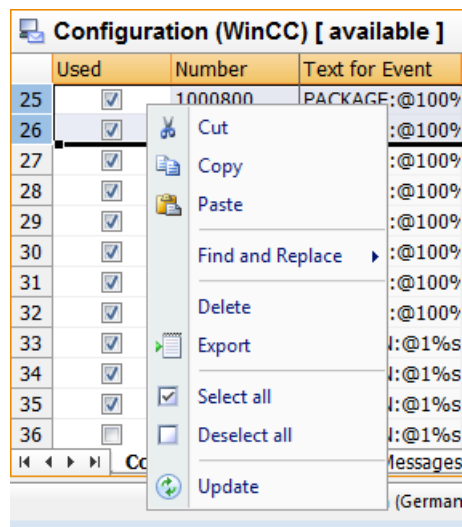 Configuration (WinCC) [ available ]
Used Number Text for Event
25 1000800 PACKAGE:@100%
26 :@100%
Cut
27 :@100%
Copy
28 :@100%
Paste
29 :@100%
30 :@100%
Find and Replace
31 :@100%
32 :@100%
Delete
33 :@1%s
Export
34 :@1%s
35 :@1%s
Select all
36 :@1%s
Deselect all
Co Messages
Update
(German